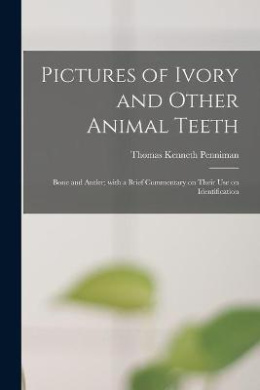 PICTURES OF IVORY
AND OTHER
ANIMAL TEETH
Thomas Kenneth Penniman
Bone and Antler; with a Brief Commentary on Their Use on
Identification